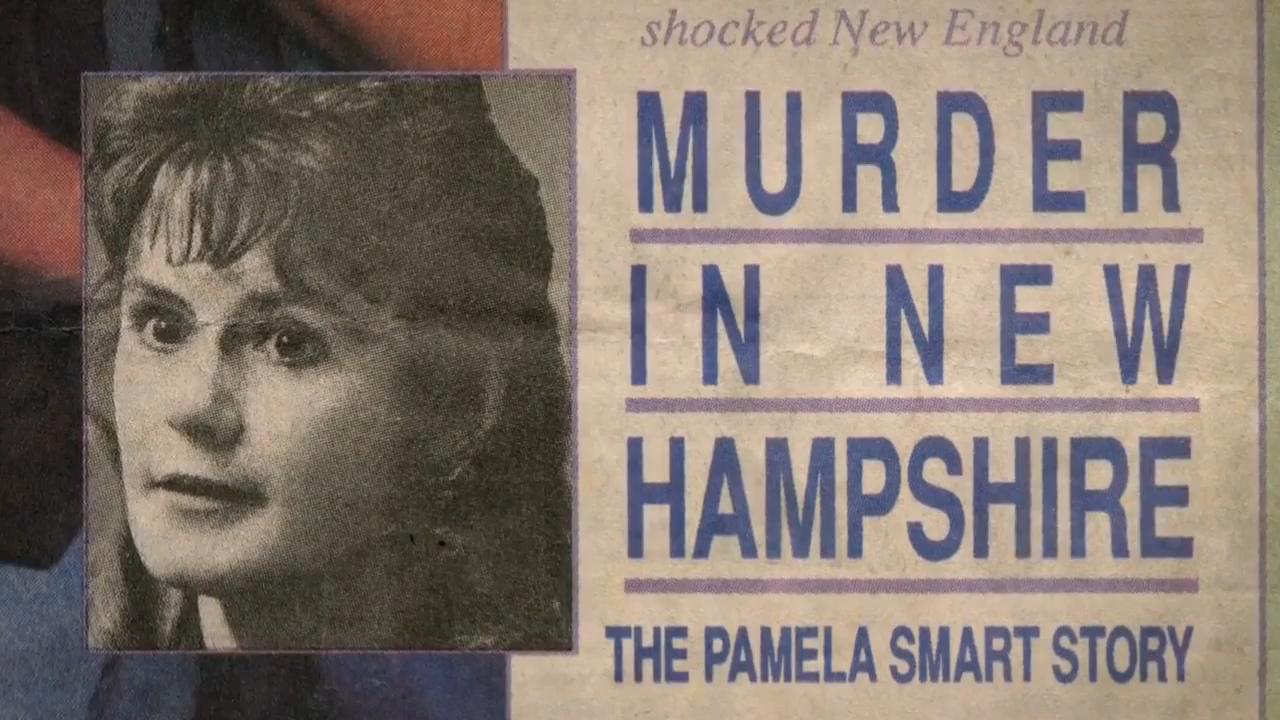 shocked New England
MURDER
IN NEW
HAMPSHIRE
THE PAMELA SMART STORY